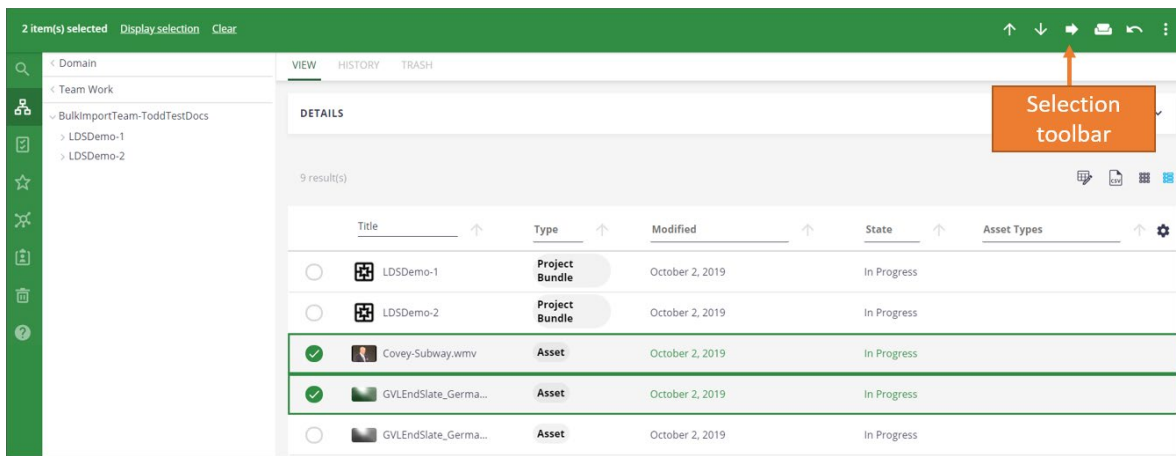 2 item(s) selected Display selection Clear
Domain
Team Work
BulkImportTeam-ToddTestDocs
LDSDemo-1
LDSDemo-2
VIEW HISTORY TRASH
DETAILS
Selection
toolbar
9 result(s)
CSV
Title Type Modified State Asset Types
LDSDemo-1 Project Bundle October 2, 2019 In Progress
LDSDemo-2 Project Bundle October 2, 2019 In Progress
Covey-Subway.wmv Asset October 2, 2019 In Progress
GVLEndSlate_Germa... Asset October 2, 2019 In Progress
GVLEndSlate_Germa... Asset October 2, 2019 In Progress